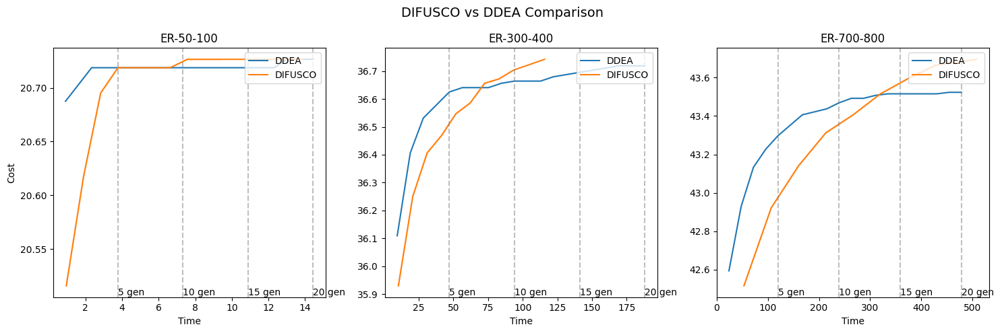 DIFUSCO vs DDEA Comparison
ER-50-100
DDEA
DIFUSCO
Cost
20.70
20.65
20.60
20.55
5 gen
10 gen
15 gen
20 gen
2
4
6
8
10
12
14
Time
ER-300-400
DDEA
DIFUSCO
36.7
36.6
36.5
36.4
36.3
36.2
36.1
36.0
35.9
5 gen
10 gen
15 gen
20 gen
25
50
75
100
125
150
175
Time
ER-700-800
DDEA
DIFUSCO
43.6
43.4
43.2
43.0
42.8
42.6
5 gen
10 gen
15 gen
20 gen
0
100
200
300
400
500
Time